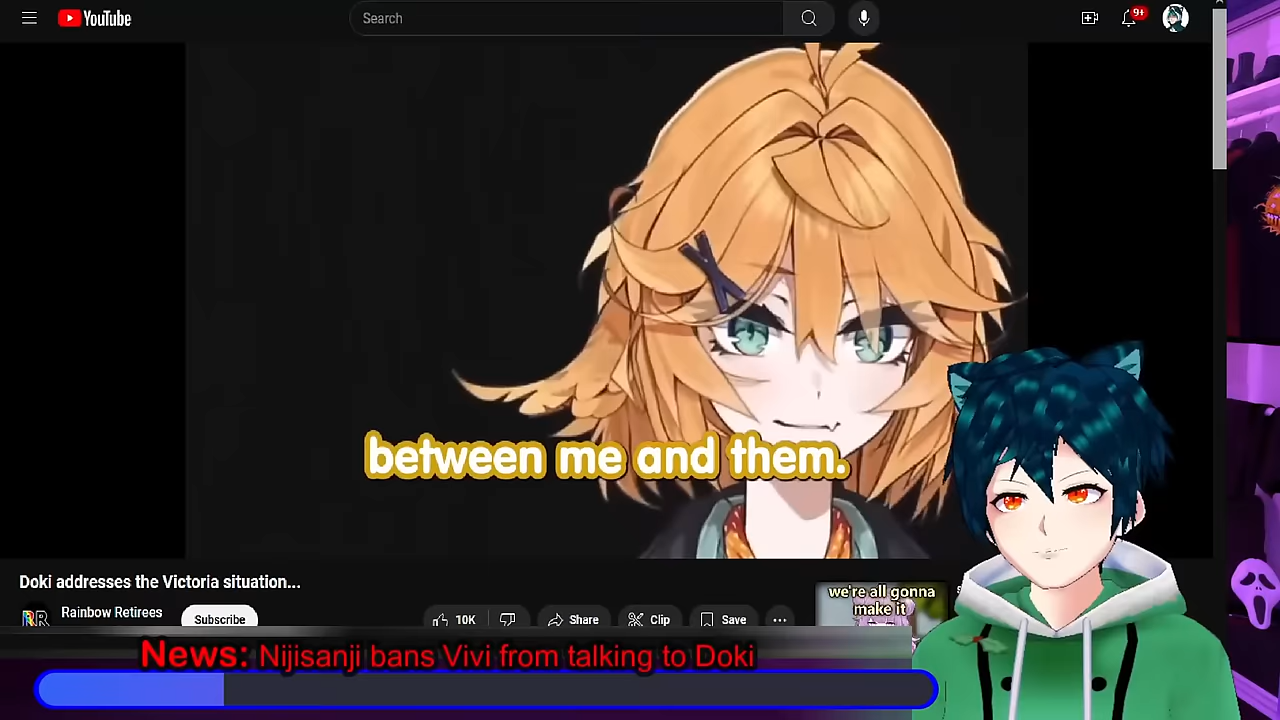 YouTube
Search
9+
between me and them.
Doki addresses the Victoria situation...
RR
Rainbow Retirees
Subscribe
10K
Share
Clip
Save
we're all gonna
make it
News: Nijisanji bans Vivi from talking to Doki